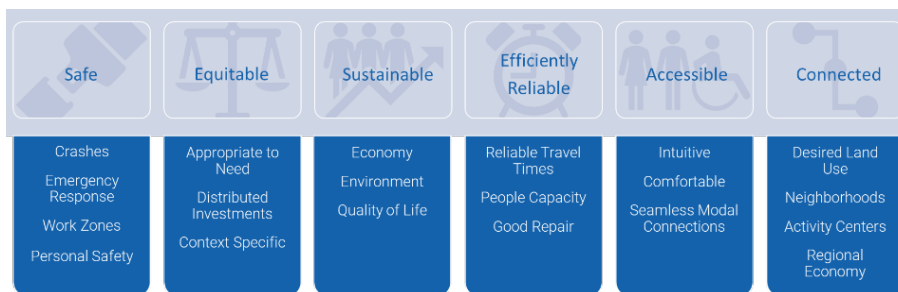 Safe
Equitable
Sustainable
Efficiently
Reliable
Accessible
Connected
Crashes
Emergency
Response
Work Zones
Personal Safety
Appropriate to
Need
Distributed
Investments
Context Specific
Economy
Environment
Quality of Life
Reliable Travel
Times
People Capacity
Good Repair
Intuitive
Comfortable
Seamless Modal
Connections
Desired Land
Use
Neighborhoods
Activity Centers
Regional
Economy